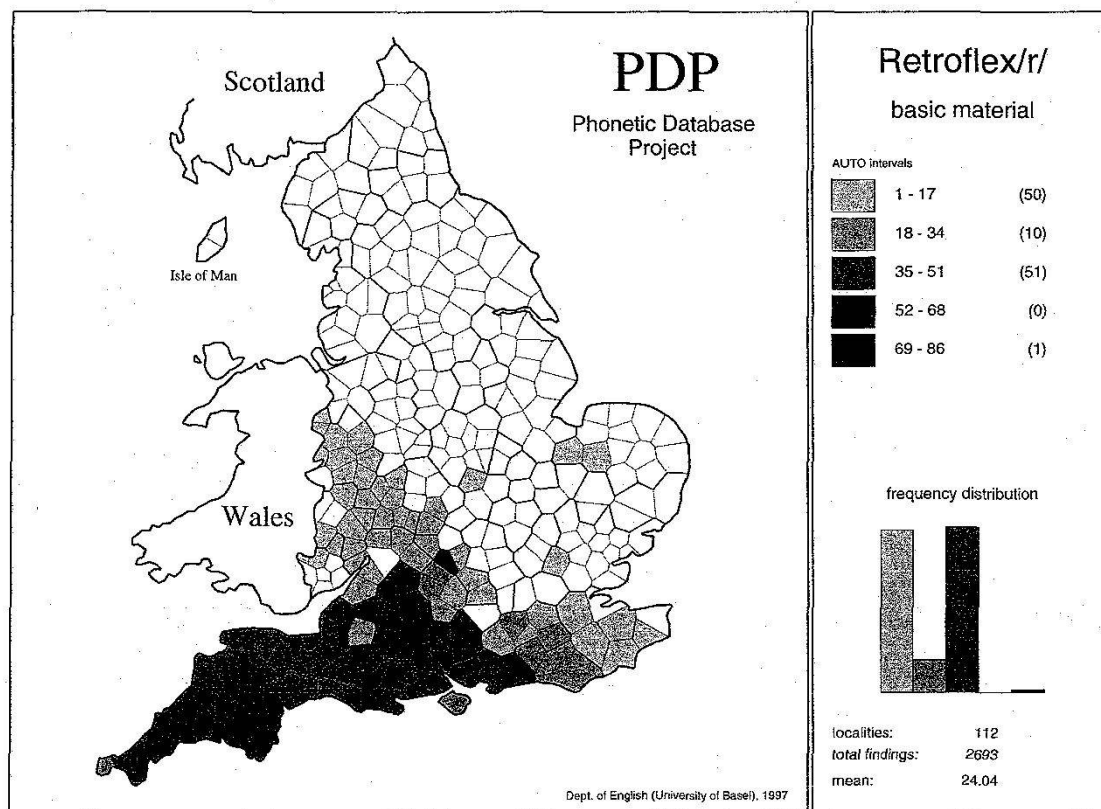 Scotland
PDP
Phonetic Database
Project
Isle of Man
Wales
Dept. of English (University of Basel), 1997
Retroflex/r/
basic material
AUTO intervals
1 - 17 (50)
18 - 34 (10)
35 - 51 (51)
52 - 68 (0)
69 - 86 (1)
frequency distribution
localities: 112
total findings: 2693
mean: 24.04